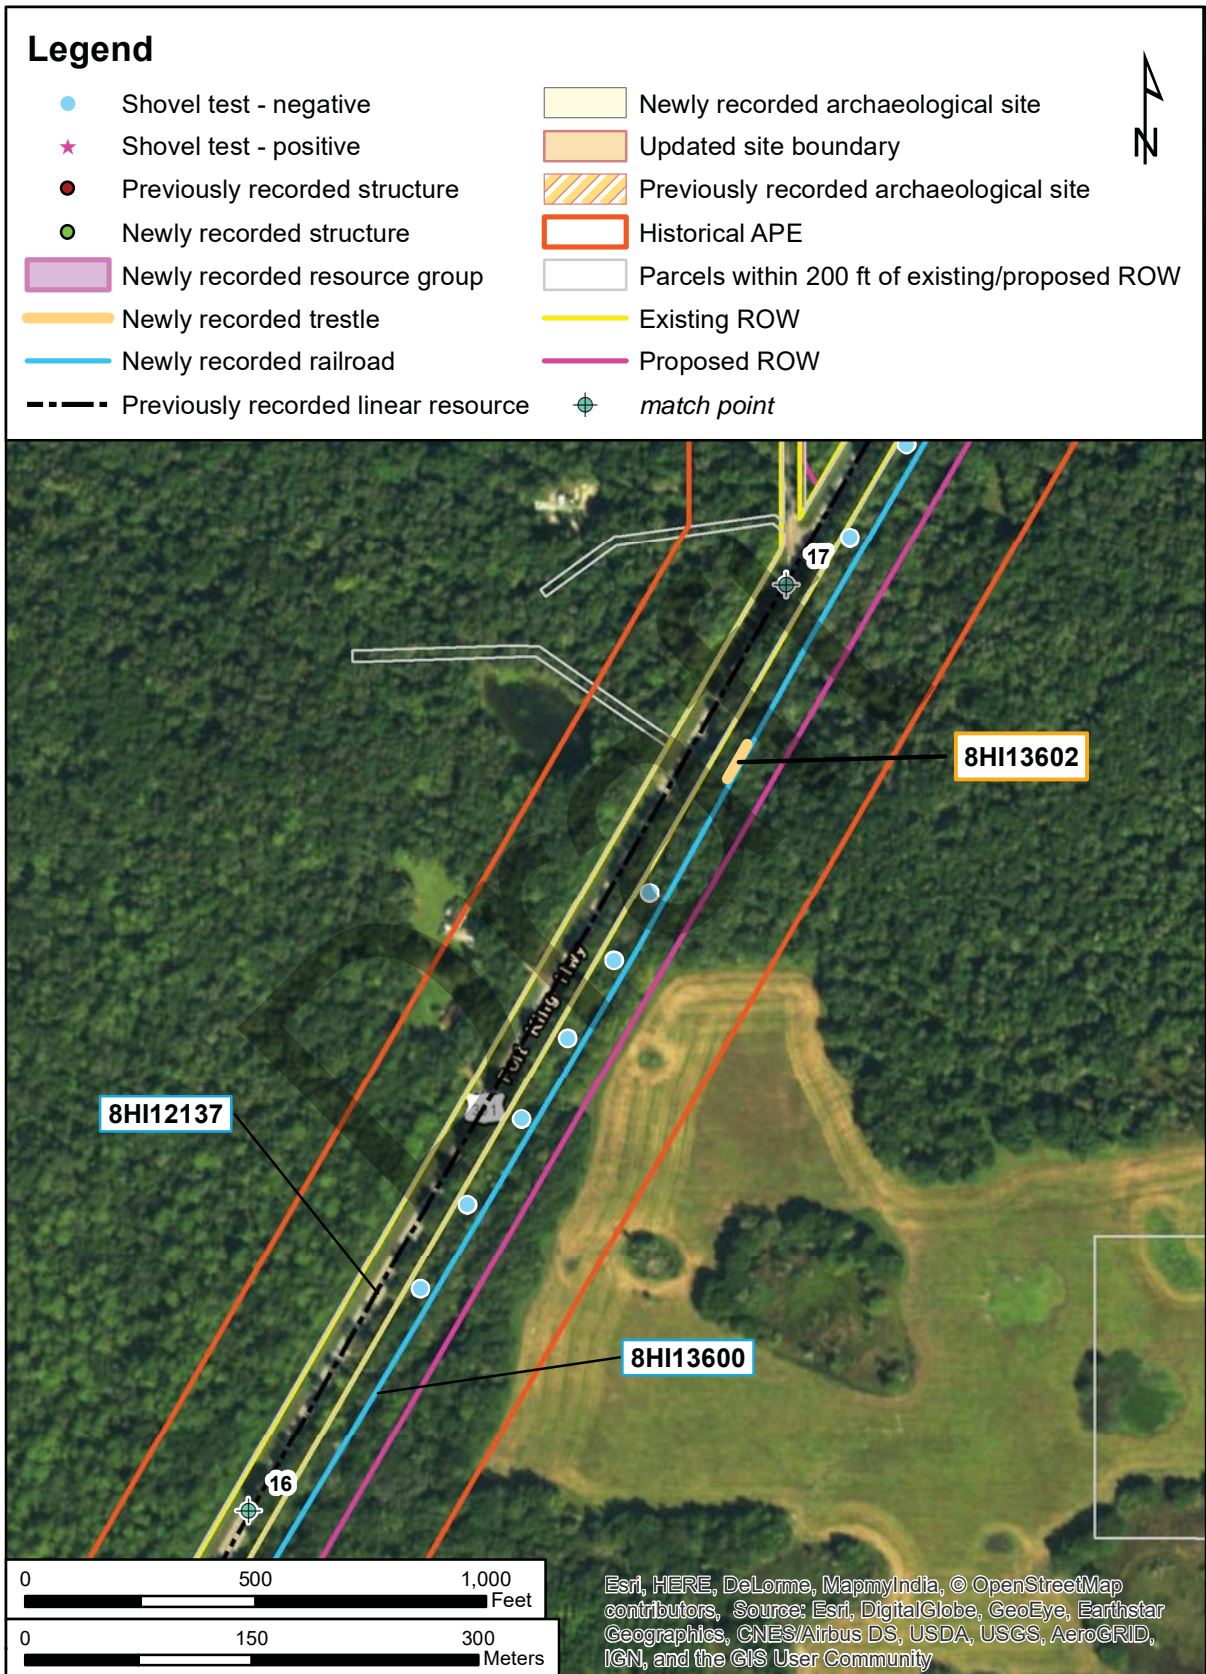 Legend
Shovel test - negative
Shovel test - positive
Previously recorded structure
Newly recorded structure
Newly recorded resource group
Newly recorded trestle
Newly recorded railroad
Previously recorded linear resource
Newly recorded archaeological site
Updated site boundary
Previously recorded archaeological site
Historical APE
Parcels within 200 ft of existing/proposed ROW
Existing ROW
Proposed ROW
match point
N
17
8HI13602
Fort King Hwy
8HI12137
8HI13600
16
Draft
0 500 1,000
Feet
0 150 300
Meters
Esri, HERE, DeLorme, MapmyIndia, © OpenStreetMap
contributors, Source: Esri, DigitalGlobe, GeoEye, Earthstar
Geographics, CNES/Airbus DS, USDA, USGS, AeroGRID,
IGN, and the GIS User Community